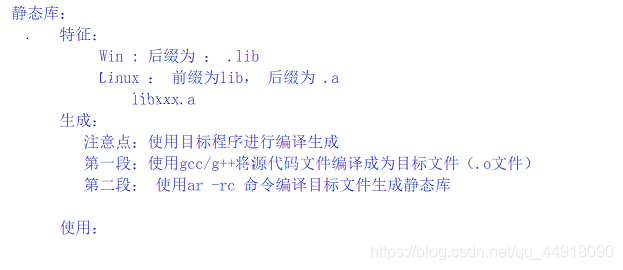 静态库：
特征：
Win : 后缀为 : .lib
Linux : 前缀为lib, 后缀为 .a
libxxx.a
生成：
注意点：使用目标程序进行编译生成
第一段：使用gcc/g++将源代码文件编译成为目标文件（.o文件）
第二段： 使用ar -rc 命令编译目标文件生成静态库
使用：
https://blog.csdn.net/qq_44918090